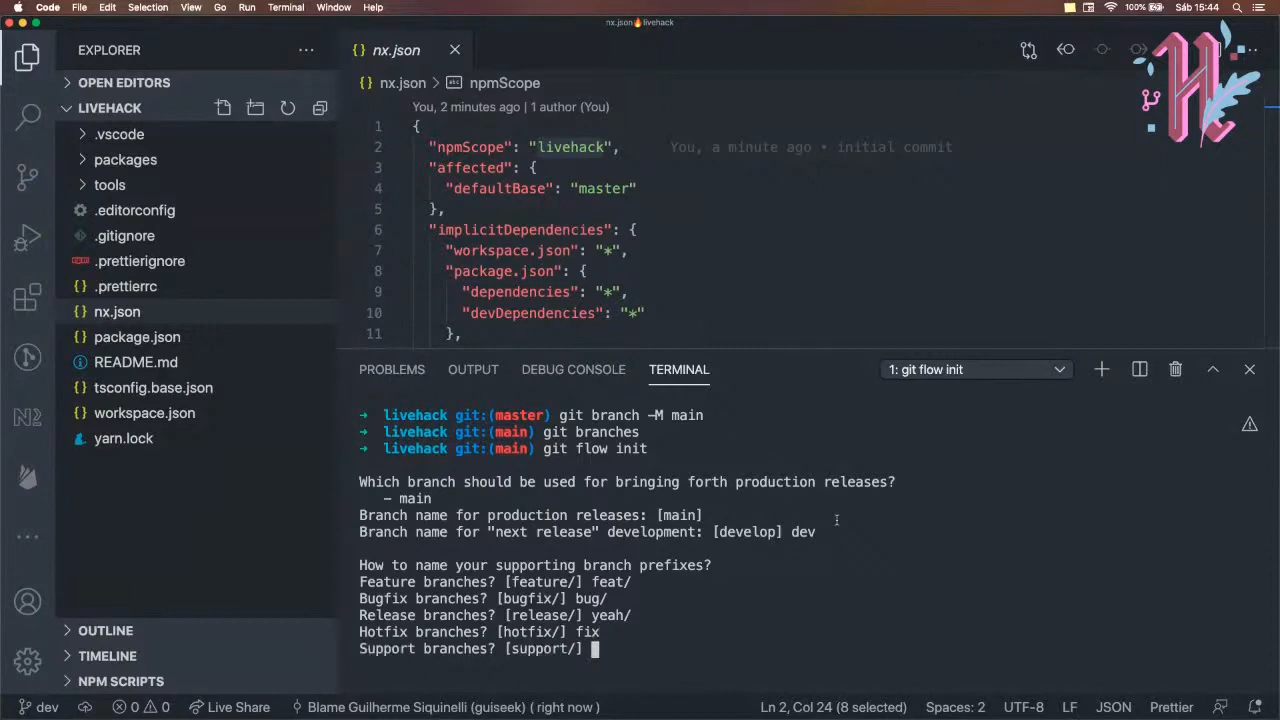 Code File Edit Selection View Go Run Terminal Window Help 100% Sáb 15:44
nx.json🔥livehack
EXPLORER
OPEN EDITORS
LIVEHACK
.vscode
packages
tools
.editorconfig
.gitignore
.prettierignore
.prettierrc
nx.json
package.json
README.md
tsconfig.base.json
workspace.json
yarn.lock
OUTLINE
TIMELINE
NPM SCRIPTS
nx.json
nx.json > npmScope
You, 2 minutes ago | 1 author (You)
1 {
2 "npmScope": "livehack", You, a minute ago • initial commit
3 "affected": {
4 "defaultBase": "master"
5 },
6 "implicitDependencies": {
7 "workspace.json": "*",
8 "package.json": {
9 "dependencies": "*",
10 "devDependencies": "*"
11 },
PROBLEMS OUTPUT DEBUG CONSOLE TERMINAL 1: git flow init
→ livehack git:(master) git branch -M main
→ livehack git:(main) git branches
→ livehack git:(main) git flow init
Which branch should be used for bringing forth production releases?
- main
Branch name for production releases: [main]
Branch name for "next release" development: [develop] dev
How to name your supporting branch prefixes?
Feature branches? [feature/] feat/
Bugfix branches? [bugfix/] bug/
Release branches? [release/] yeah/
Hotfix branches? [hotfix/] fix
Support branches? [support/]
dev 0 0 Live Share Blame Guilherme Siquinelli (guiseek) ( right now ) Ln 2, Col 24 (8 selected) Spaces: 2 UTF-8 LF JSON Prettier